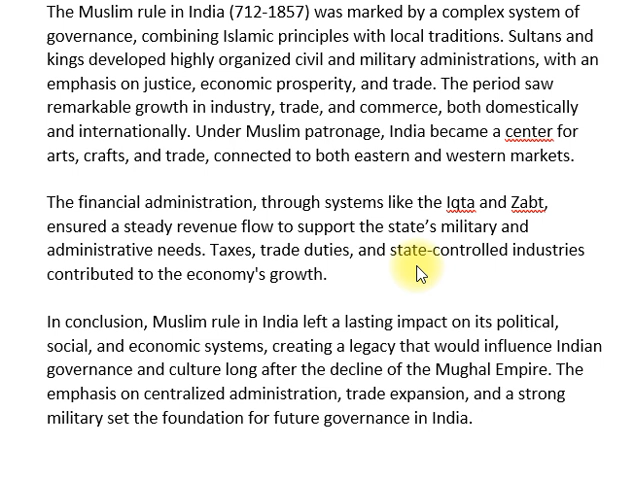 The Muslim rule in India (712-1857) was marked by a complex system of
governance, combining Islamic principles with local traditions. Sultans and
kings developed highly organized civil and military administrations, with an
emphasis on justice, economic prosperity, and trade. The period saw
remarkable growth in industry, trade, and commerce, both domestically
and internationally. Under Muslim patronage, India became a center for
arts, crafts, and trade, connected to both eastern and western markets.
The financial administration, through systems like the Iqta and Zabt,
ensured a steady revenue flow to support the state’s military and
administrative needs. Taxes, trade duties, and state-controlled industries
contributed to the economy's growth.
In conclusion, Muslim rule in India left a lasting impact on its political,
social, and economic systems, creating a legacy that would influence Indian
governance and culture long after the decline of the Mughal Empire. The
emphasis on centralized administration, trade expansion, and a strong
military set the foundation for future governance in India.